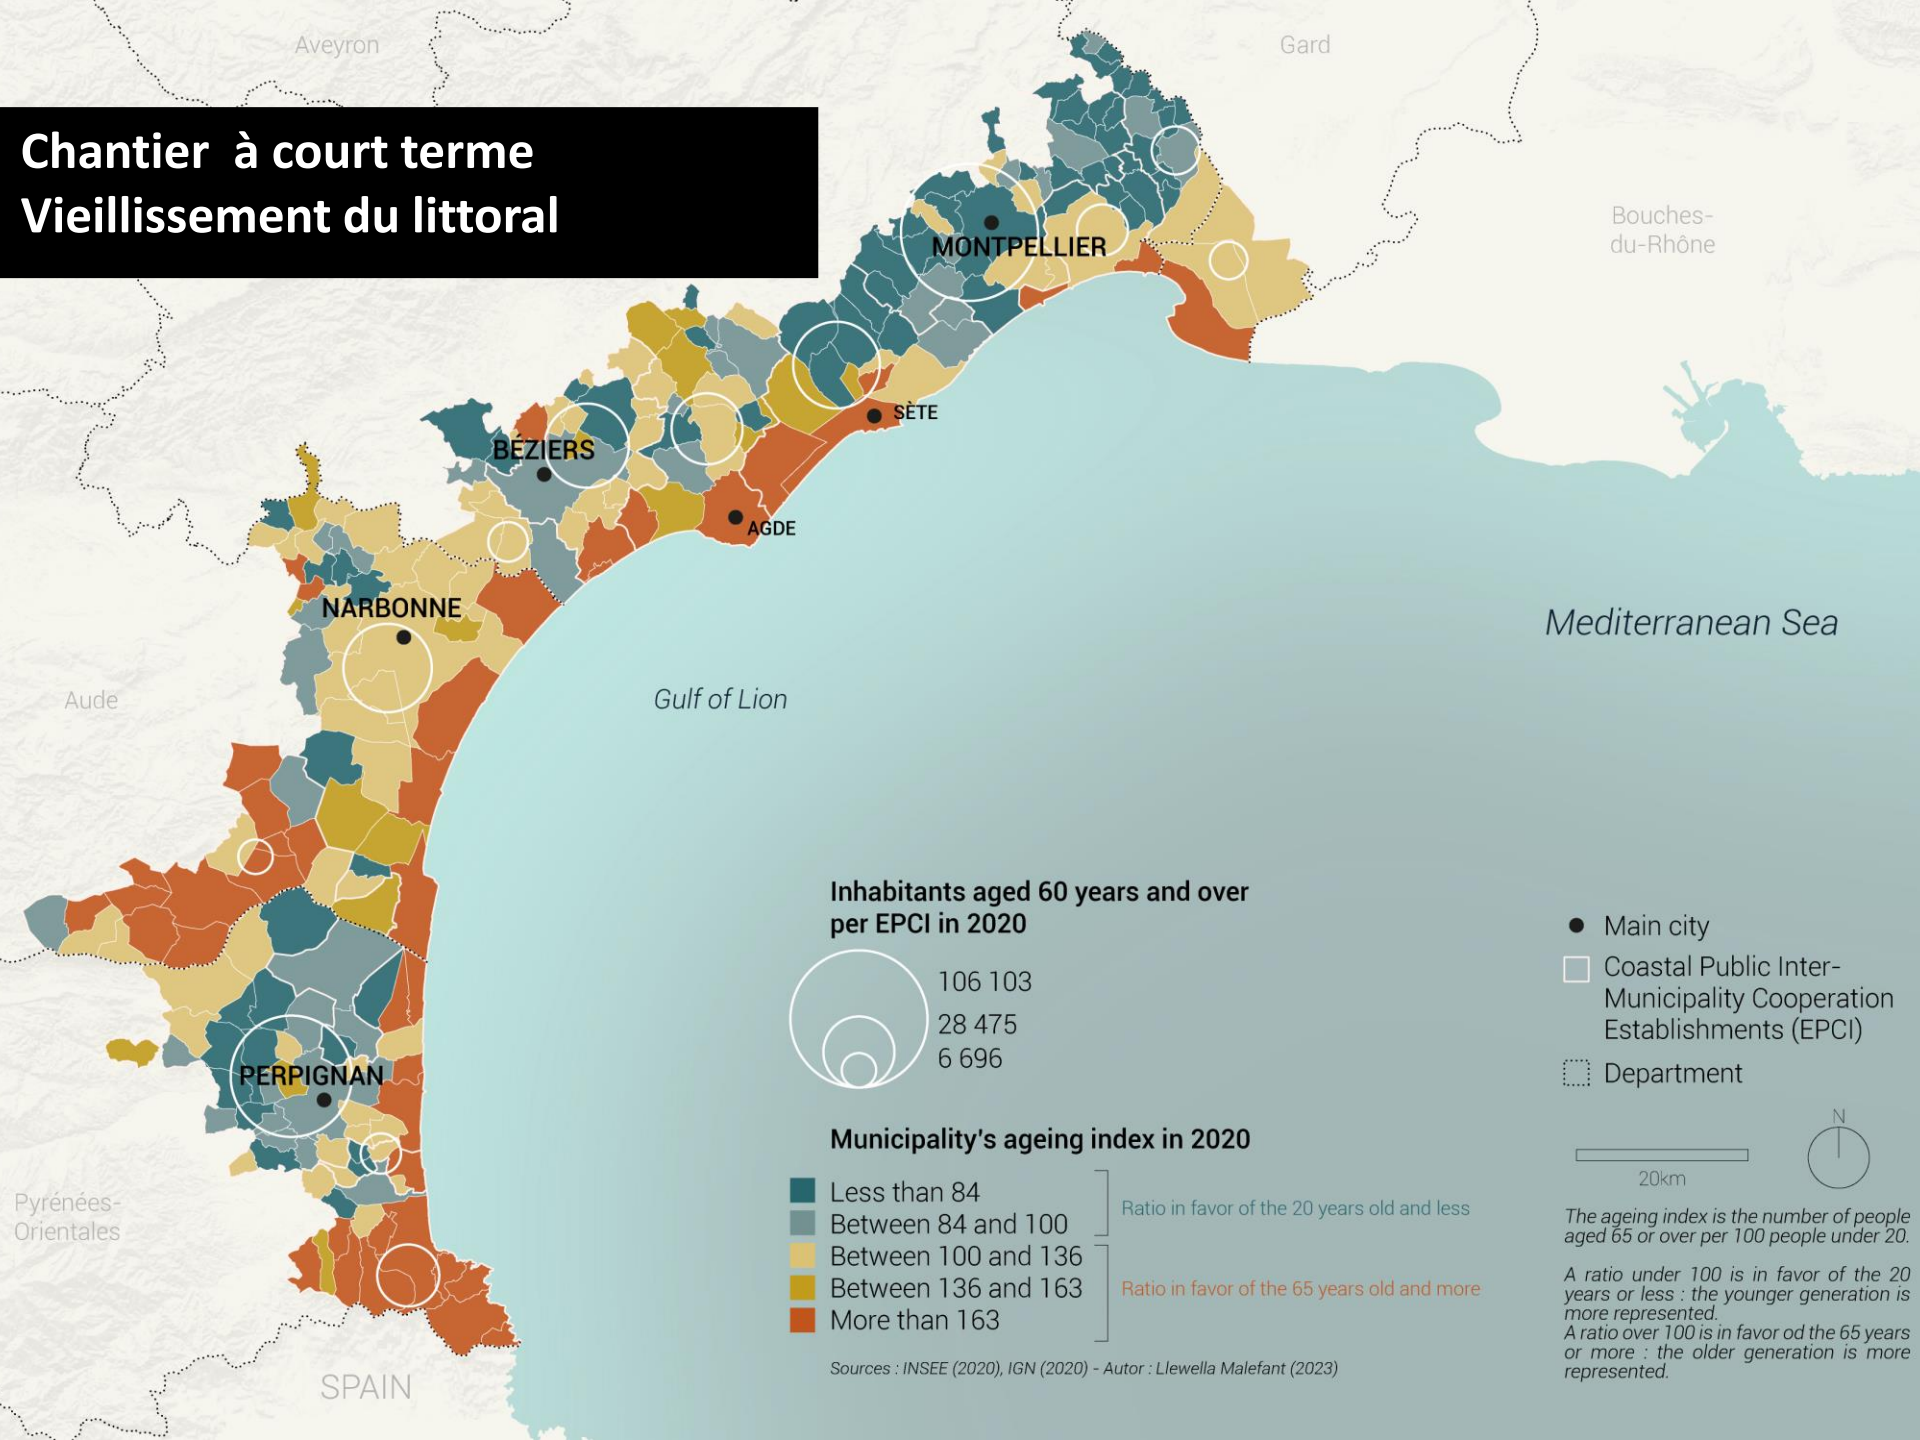 Aveyron
Gard
Chantier  à court terme
Vieillissement du littoral
Bouches-
du-Rhône
MONTPELLIER
SÈTE
BÉZIERS
AGDE
NARBONNE
Mediterranean Sea
Gulf of Lion
Aude
Inhabitants aged 60 years and over
per EPCI in 2020
106 103
28 475
6 696
Main city
Coastal Public Inter-
Municipality Cooperation
Establishments (EPCI)
Department
PERPIGNAN
Municipality's ageing index in 2020
Less than 84
Between 84 and 100
Between 100 and 136
Between 136 and 163
More than 163
Ratio in favor of the 20 years old and less
Ratio in favor of the 65 years old and more
N
20km
Pyrénées-
Orientales
The ageing index is the number of people
aged 65 or over per 100 people under 20.
A ratio under 100 is in favor of the 20
years or less : the younger generation is
more represented.
A ratio over 100 is in favor od the 65 years
or more : the older generation is more
represented.
Sources : INSEE (2020), IGN (2020) - Autor : Llewella Malefant (2023)
SPAIN